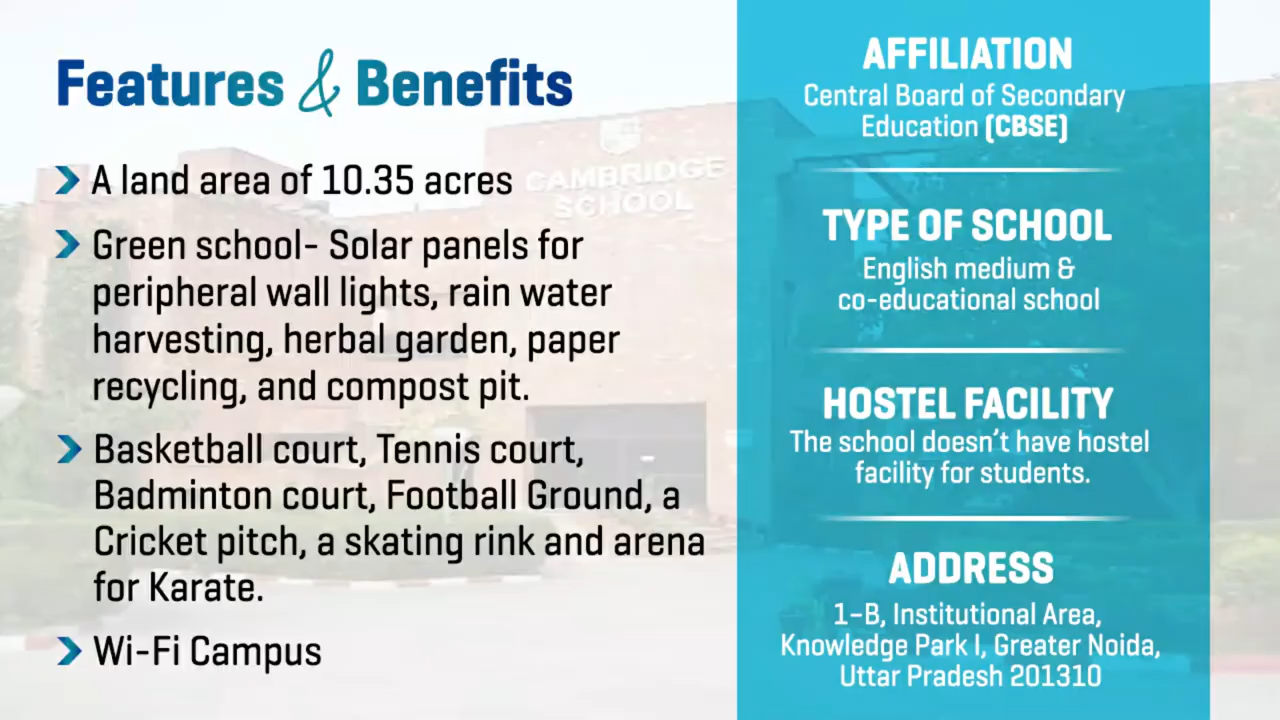 Features & Benefits
A land area of 10.35 acres
Green school- Solar panels for
peripheral wall lights, rain water
harvesting, herbal garden, paper
recycling, and compost pit.
Basketball court, Tennis court,
Badminton court, Football Ground, a
Cricket pitch, a skating rink and arena
for Karate.
Wi-Fi Campus
CAMBRIDGE
SCHOOL
AFFILIATION
Central Board of Secondary
Education (CBSE)
TYPE OF SCHOOL
English medium &
co-educational school
HOSTEL FACILITY
The school doesn't have hostel
facility for students.
ADDRESS
1-B, Institutional Area,
Knowledge Park I, Greater Noida,
Uttar Pradesh 201310